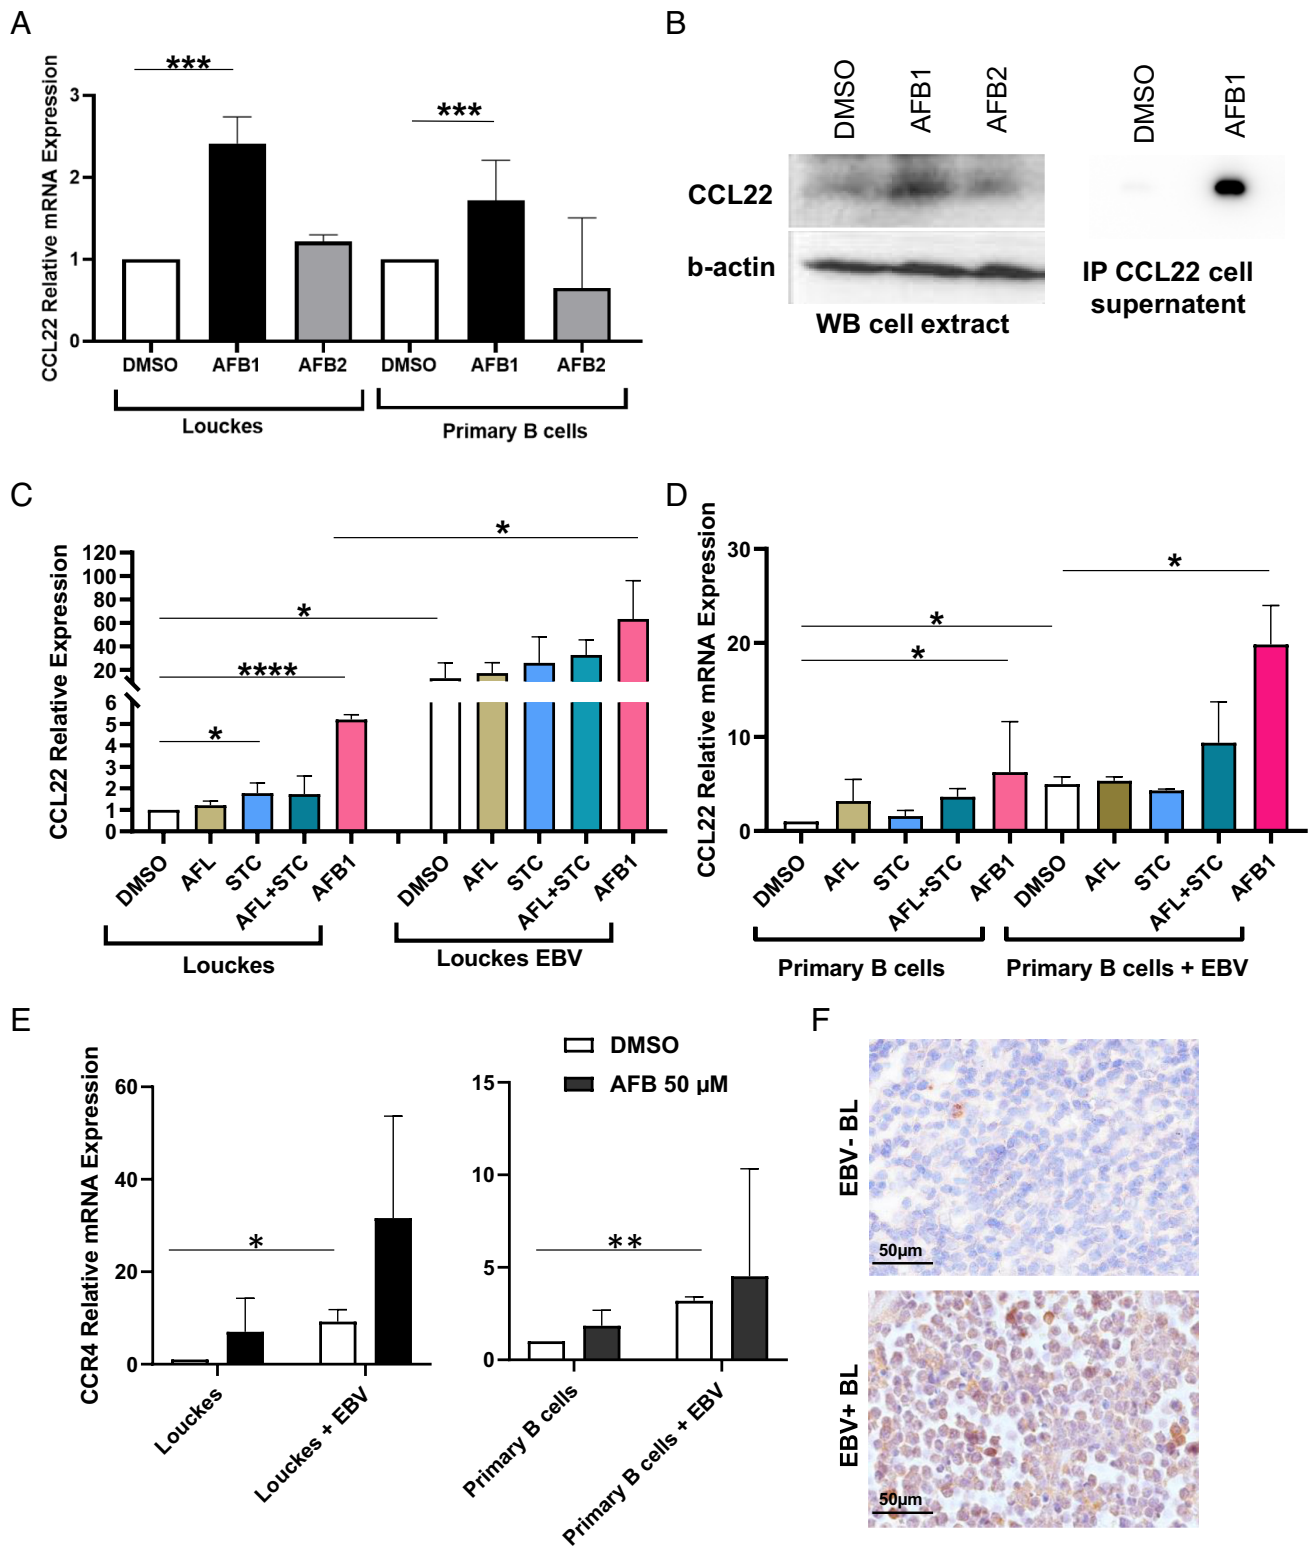 A
CCL22 Relative mRNA Expression
3
2
1
0
***
***
DMSO
AFB1
AFB2
DMSO
AFB1
AFB2
Louckes
Primary B cells
B
DMSO
AFB1
AFB2
DMSO
AFB1
CCL22
b-actin
WB cell extract
IP CCL22 cell
supernatent
C
CCL22 Relative Expression
120
100
80
60
40
20
6
5
4
3
2
1
0
*
*
****
*
DMSO
AFL
STC
AFL+STC
AFB1
DMSO
AFL
STC
AFL+STC
AFB1
Louckes
Louckes EBV
D
CCL22 Relative mRNA Expression
30
20
10
0
*
*
*
DMSO
AFL
STC
AFL+STC
AFB1
DMSO
AFL
STC
AFL+STC
AFB1
Primary B cells
Primary B cells + EBV
E
CCR4 Relative mRNA Expression
60
40
20
0
*
Louckes
Louckes + EBV
DMSO
AFB 50 µM
15
10
5
0
**
Primary B cells
Primary B cells + EBV
F
EBV- BL
50µm
EBV+ BL
50µm